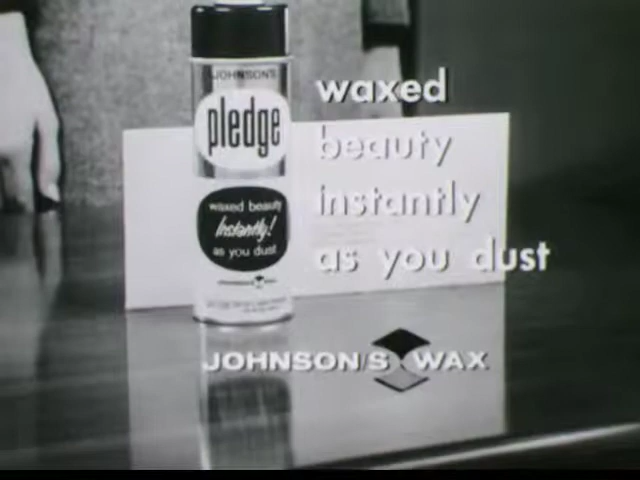 JOHNSON'S
pledge
waxed beauty
Instantly!
as you dust
waxed
beauty
instantly
as you dust
JOHNSON'S WAX